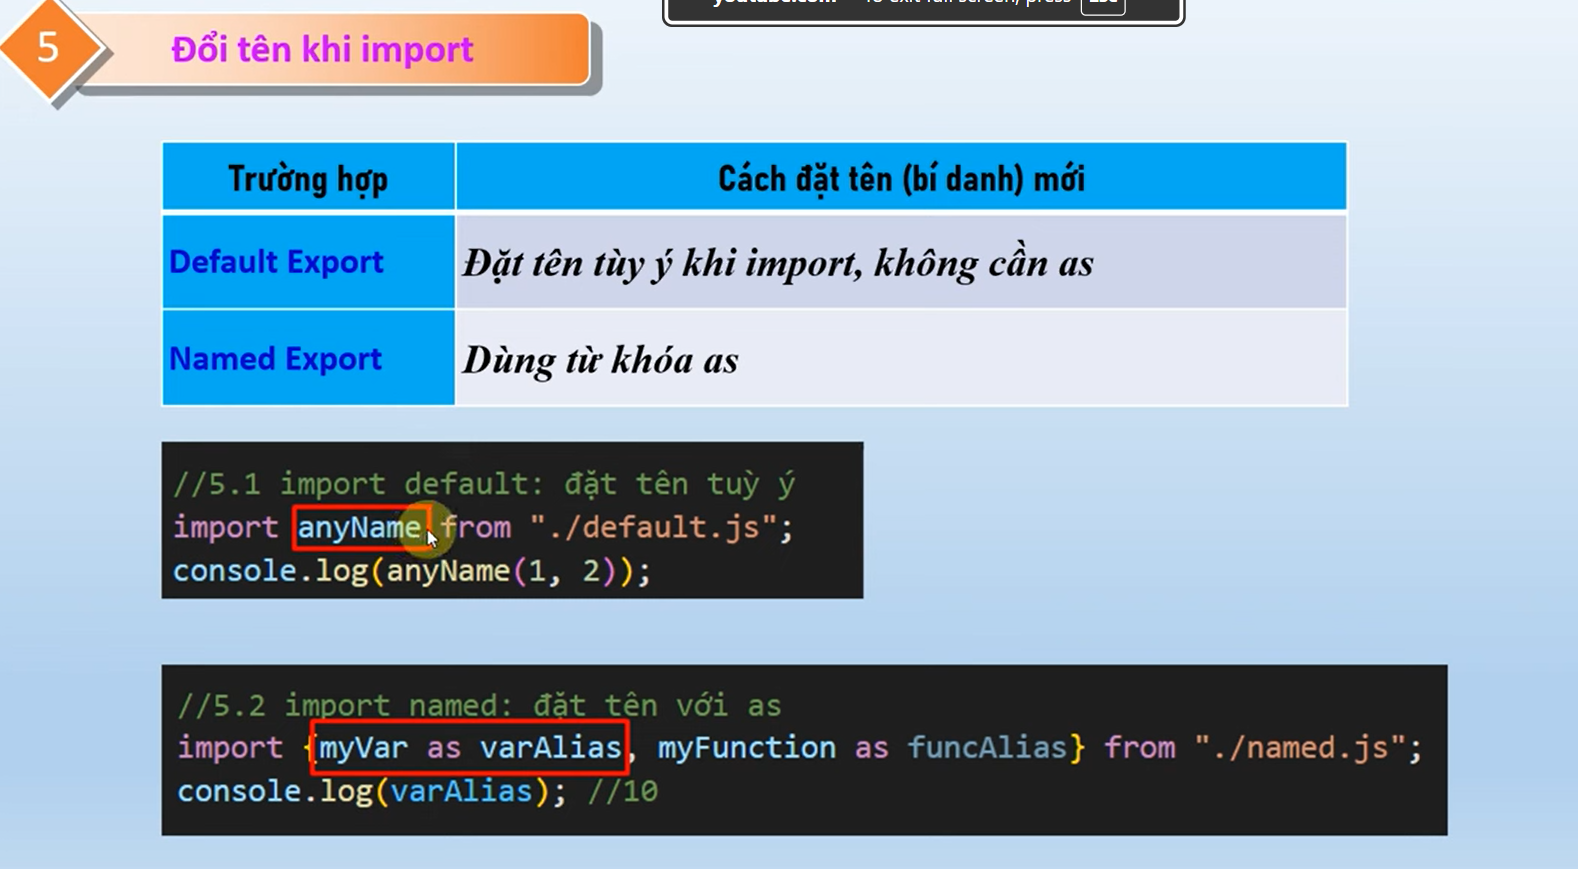 5
Đổi tên khi import
Trường hợp
Cách đặt tên (bí danh) mới
Default Export
Đặt tên tùy ý khi import, không cần as
Named Export
Dùng từ khóa as
//5.1 import default: đặt tên tuỳ ý
import anyName from "./default.js";
console.log(anyName(1, 2));
//5.2 import named: đặt tên với as
import {myVar as varAlias, myFunction as funcAlias} from "./named.js";
console.log(varAlias); //10